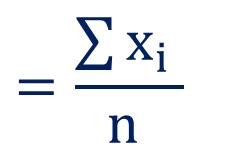 = ∑ xᵢ / n